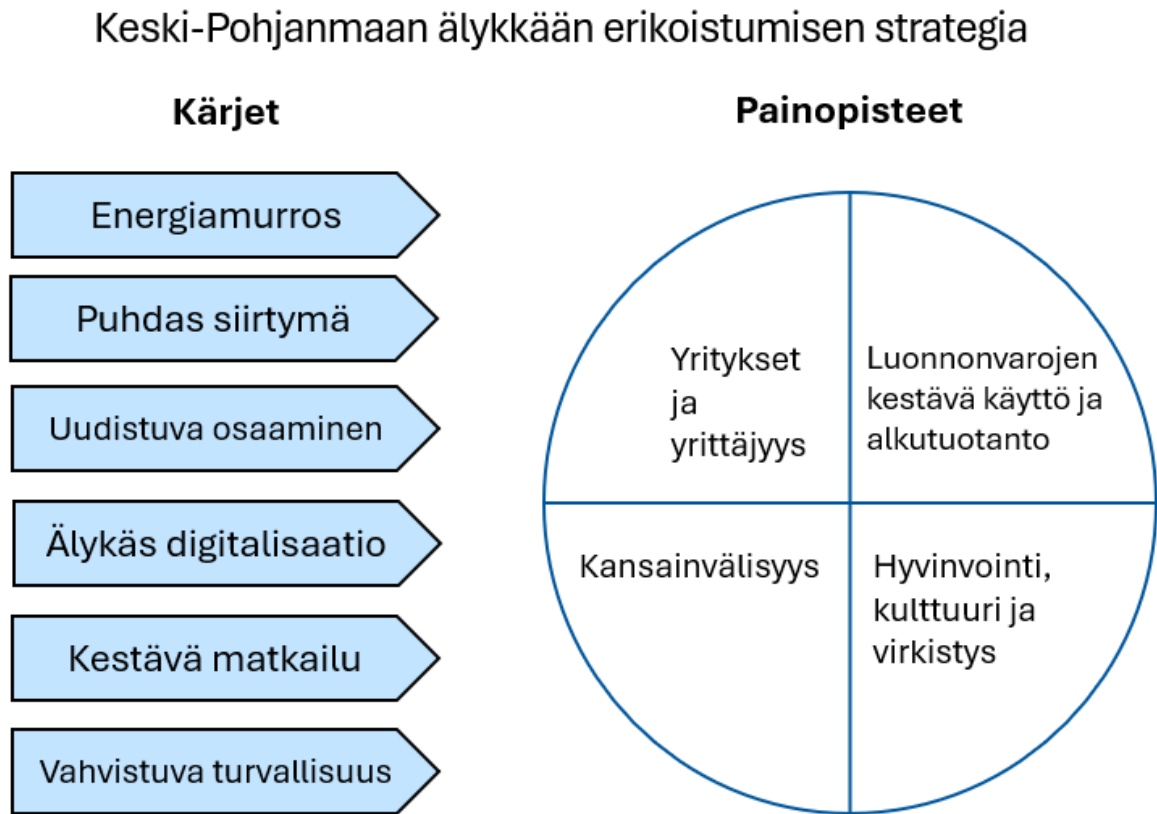 Keski-Pohjanmaan älykkään erikoistumisen strategia
Kärjet
Energiamurros
Puhdas siirtymä
Uudistuva osaaminen
Älykäs digitalisaatio
Kestävä matkailu
Vahvistuva turvallisuus
Painopisteet
Yritykset
ja
yrittäjyys
Luonnonvarojen
kestävä käyttö ja
alkutuotanto
Kansainvälisyys
Hyvinvointi,
kulttuuri ja
virkistys